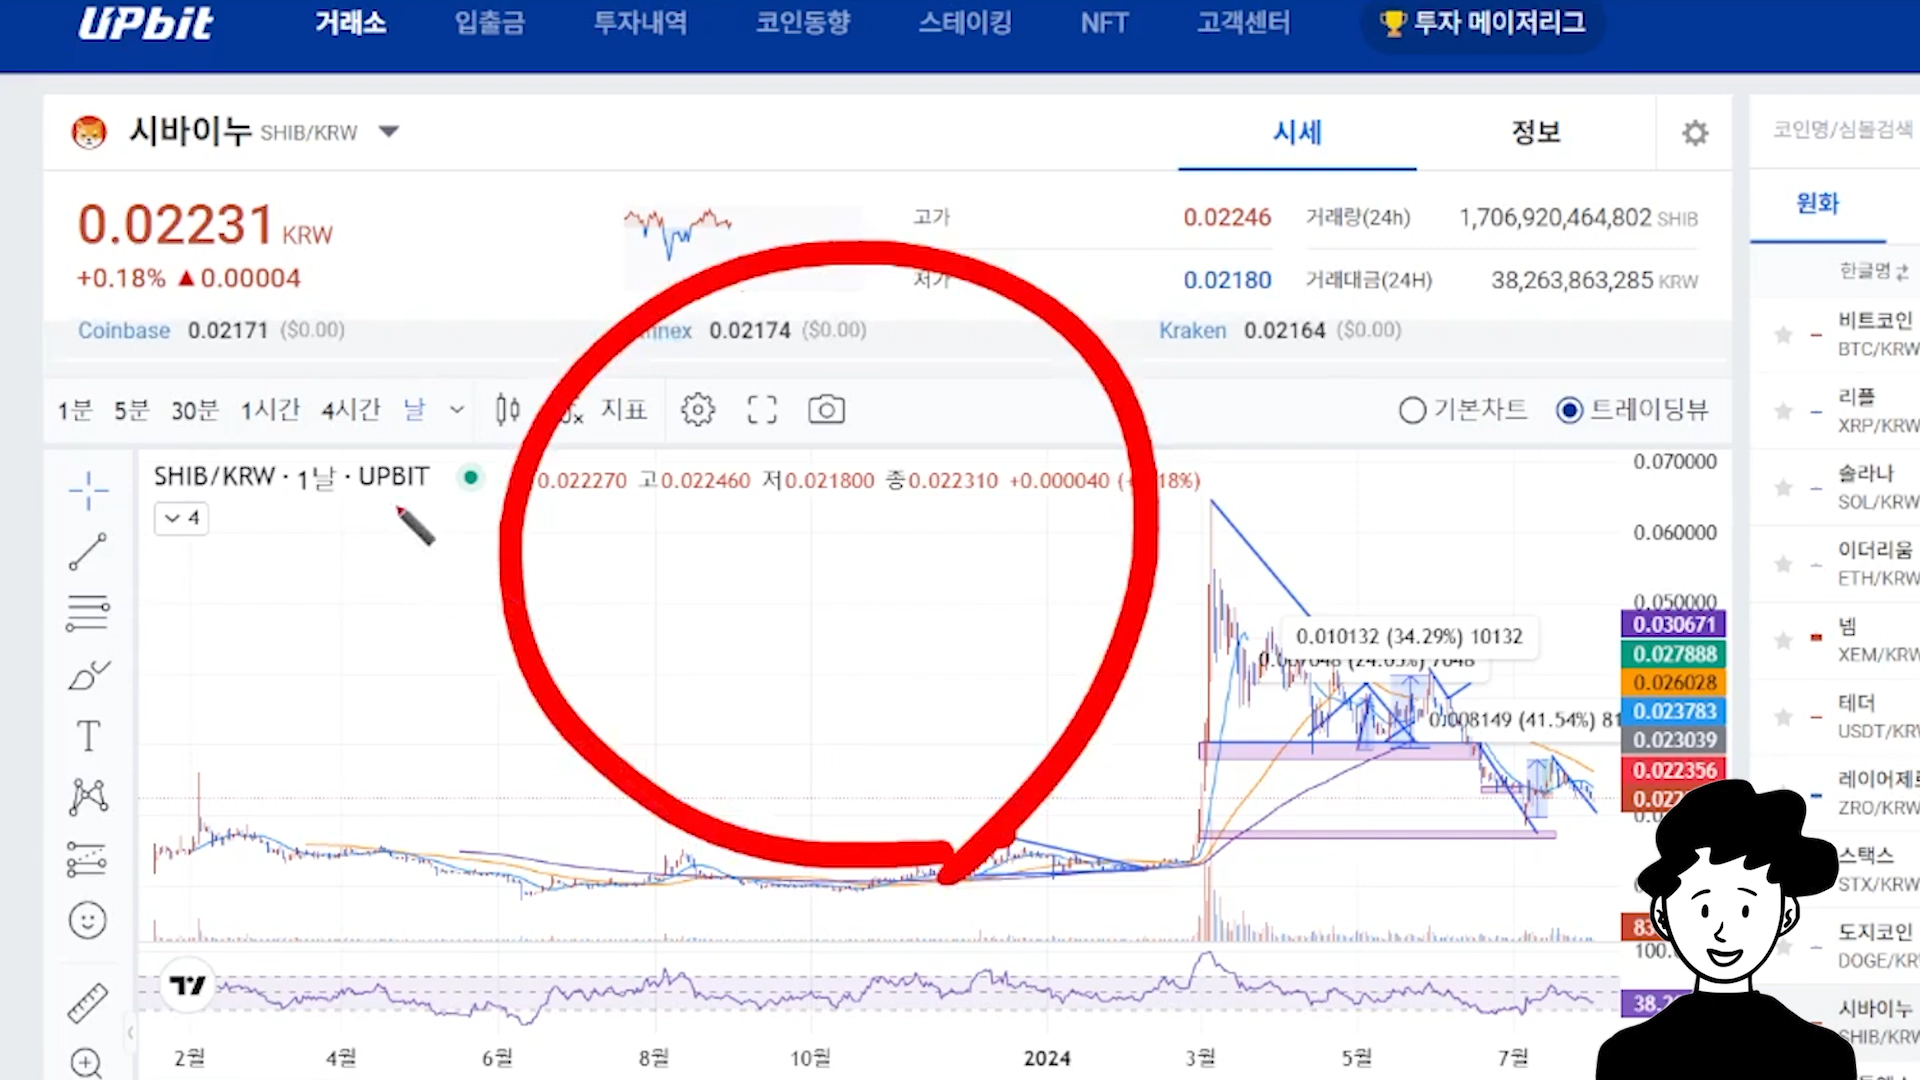 UPbit 거래소 입출금 투자내역 코인동향 스테이킹 NFT 고객센터 투자 메이저리그
시바이누 SHIB/KRW 시세 정보
코인명/심볼검색
원화
0.02231 KRW
+0.18% ▲0.00004
고가 0.02246 거래량(24h) 1,706,920,464,802 SHIB
저가 0.02180 거래대금(24H) 38,263,863,285 KRW
Coinbase 0.02171 ($0.00) 0.02174 ($0.00) Kraken 0.02164 ($0.00)
1분 5분 30분 1시간 4시간 날 지표 기본차트 트레이딩뷰
SHIB/KRW · 1날 · UPBIT 0.022270 고0.022460 저0.021800 종0.022310 +0.000040
4
T
0.070000
0.060000
0.050000
0.030671
0.027888
0.026028
0.023783
0.023039
0.022356
0.010132 (34.29%) 10132
0.008149 (41.54%)
2월 4월 6월 8월 10월 2024 3월 5월 7월
한글명
비트코인
BTC/KRW
리플
XRP/KRW
솔라나
SOL/KRW
이더리움
ETH/KRW
넴
XEM/KRW
테더
USDT/KRW
레이어제로
ZRO/KRW
스택스
STX/KRW
도지코인
DOGE/KRW
시바이누
SHIB/KRW